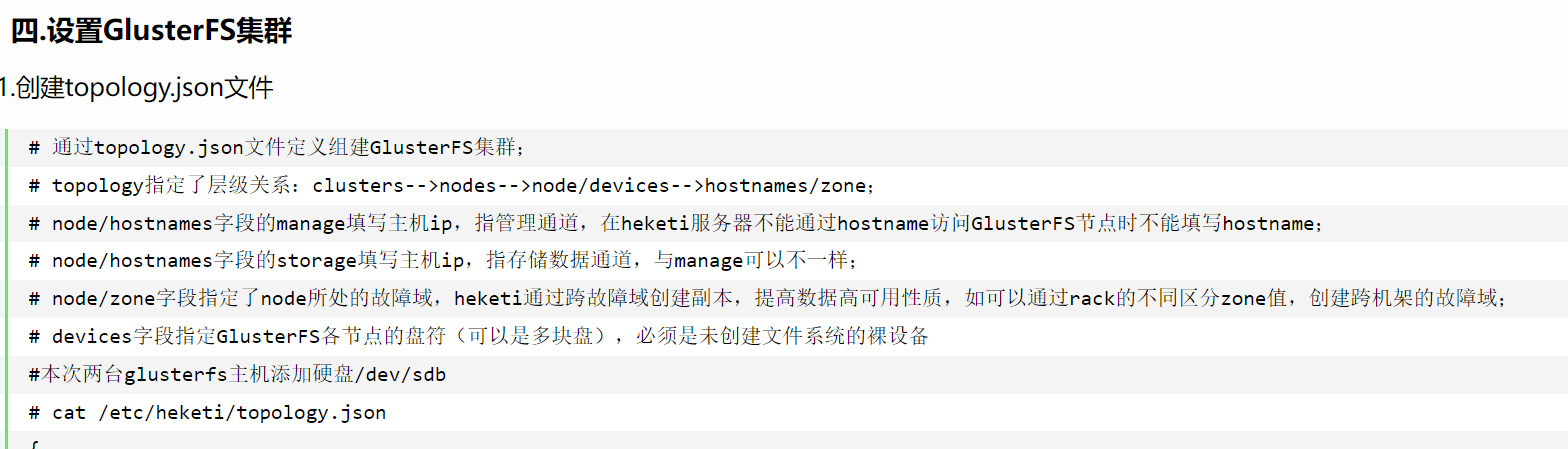 四.设置GlusterFS集群
1.创建topology.json文件
# 通过topology.json文件定义组建GlusterFS集群;
# topology指定了层级关系：clusters-->nodes-->node/devices-->hostnames/zone;
# node/hostnames字段的manage填写主机ip，指管理通道，在heketi服务器不能通过hostname访问GlusterFS节点时不能填写hostname;
# node/hostnames字段的storage填写主机ip，指存储数据通道，与manage可以不一样;
# node/zone字段指定了node所处的故障域，heketi通过跨故障域创建副本，提高数据高可用性质，如可以通过rack的不同区分zone值，创建跨机架的故障域;
# devices字段指定GlusterFS各节点的盘符（可以是多块盘），必须是未创建文件系统的裸设备
#本次两台glusterfs主机添加硬盘/dev/sdb
# cat /etc/heketi/topology.json
{